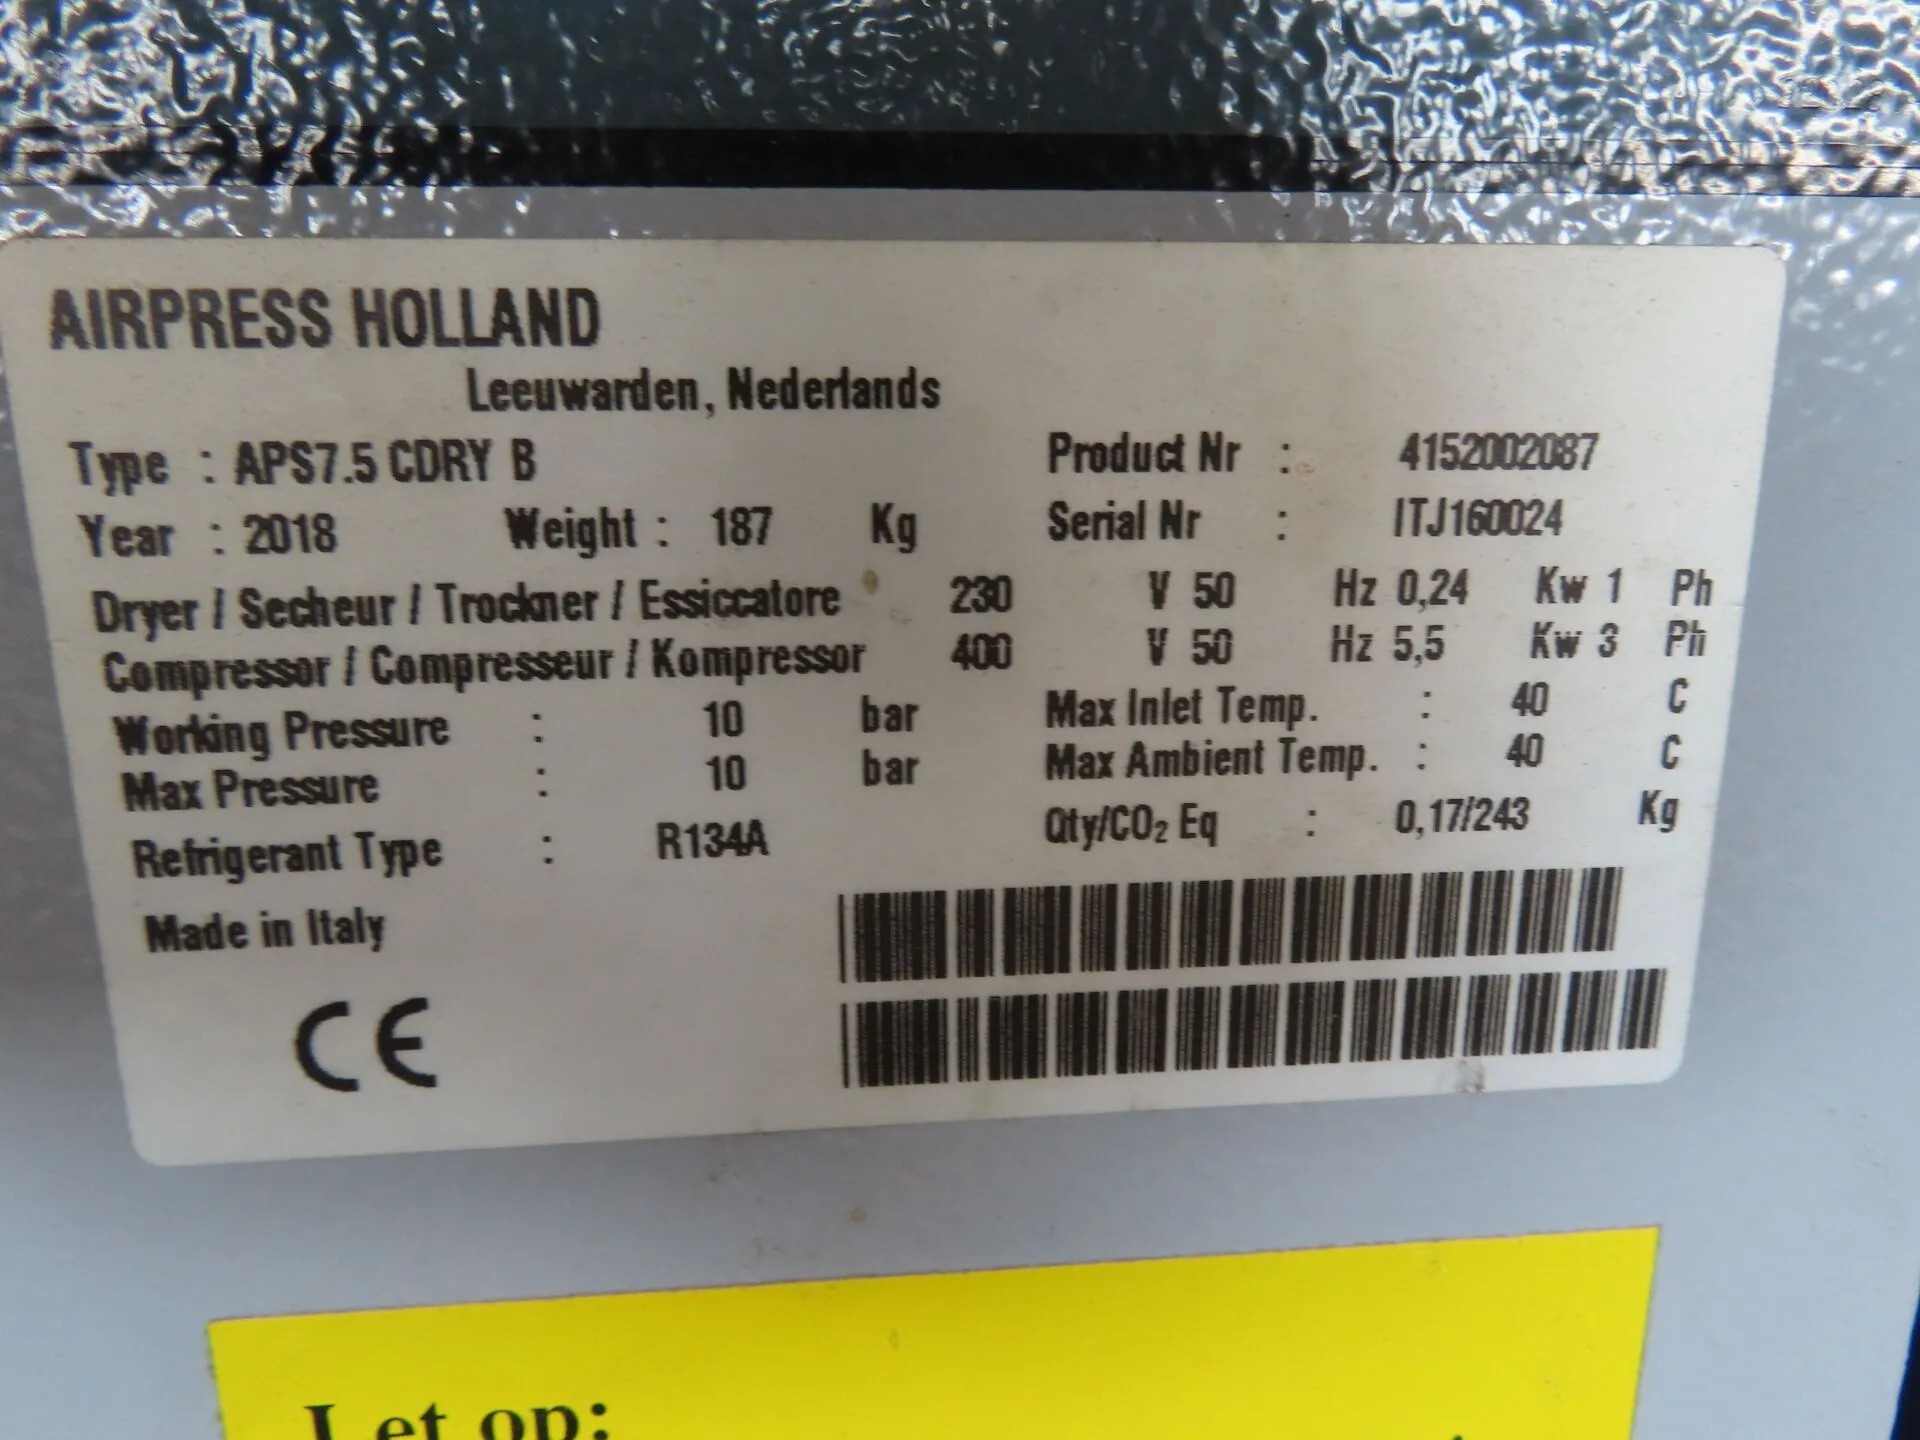 AIRPRESS HOLLAND
Leeuwarden, Nederlands
Type : APS7.5 CDRY B Product Nr : 4152002087
Year : 2018 Weight : 187 Kg Serial Nr : ITJ160024
Dryer / Secheur / Trockner / Essiccatore 230 V 50 Hz 0,24 Kw 1 Ph
Compressor / Compresseur / Kompressor 400 V 50 Hz 5,5 Kw 3 Ph
Working Pressure : 10 bar Max Inlet Temp. : 40 C
Max Pressure : 10 bar Max Ambient Temp. : 40 C
Refrigerant Type : R134A Qty/CO₂ Eq : 0,17/243 Kg
Made in Italy
CE
Let op: